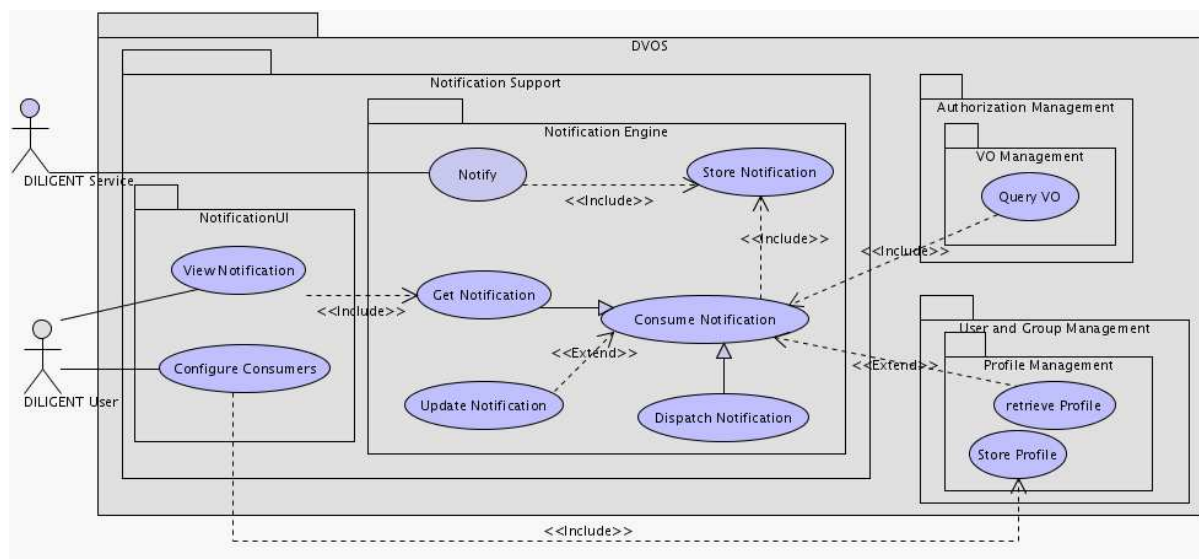 DVOS
Notification Support
Authorization Management
Notification Engine
VO Management
Notify
Store Notification
DILIGENT Service
Query VO
<<Include>>
NotificationUI
<<Include>>
<<Include>>
View Notification
Get Notification
<<Include>>
Consume Notification
User and Group Management
<<Extend>>
<<Extend>>
Profile Management
Configure Consumers
DILIGENT User
Update Notification
Dispatch Notification
retrieve Profile
Store Profile
<<Include>>